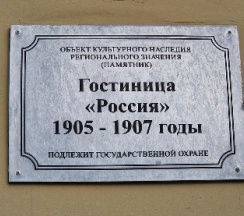 ОБЪЕКТ КУЛЬТУРНОГО НАСЛЕДИЯ
РЕГИОНАЛЬНОГО ЗНАЧЕНИЯ
(ПАМЯТНИК)
Гостиница
«Россия»
1905 - 1907 годы
ПОДЛЕЖИТ ГОСУДАРСТВЕННОЙ ОХРАНЕ